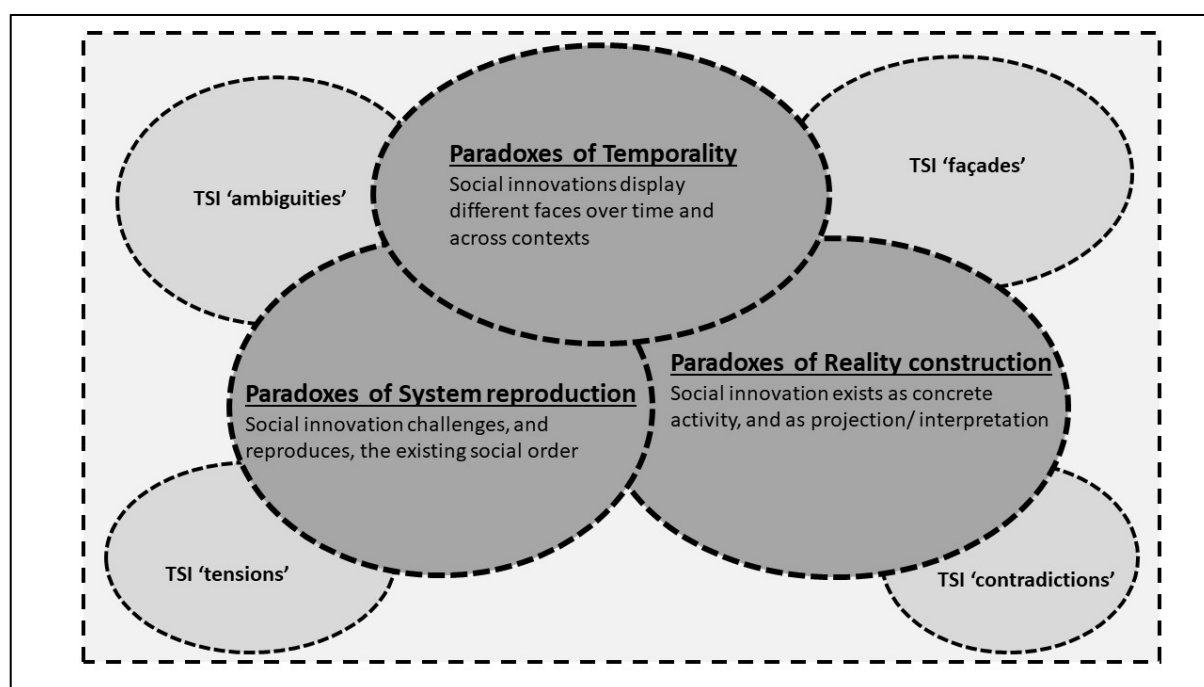 Paradoxes of Temporality
Social innovations display
different faces over time and
across contexts
TSI ‘ambiguities’
TSI ‘façades’
Paradoxes of System reproduction
Social innovation challenges, and
reproduces, the existing social order
Paradoxes of Reality construction
Social innovation exists as concrete
activity, and as projection/ interpretation
TSI ‘tensions’
TSI ‘contradictions’